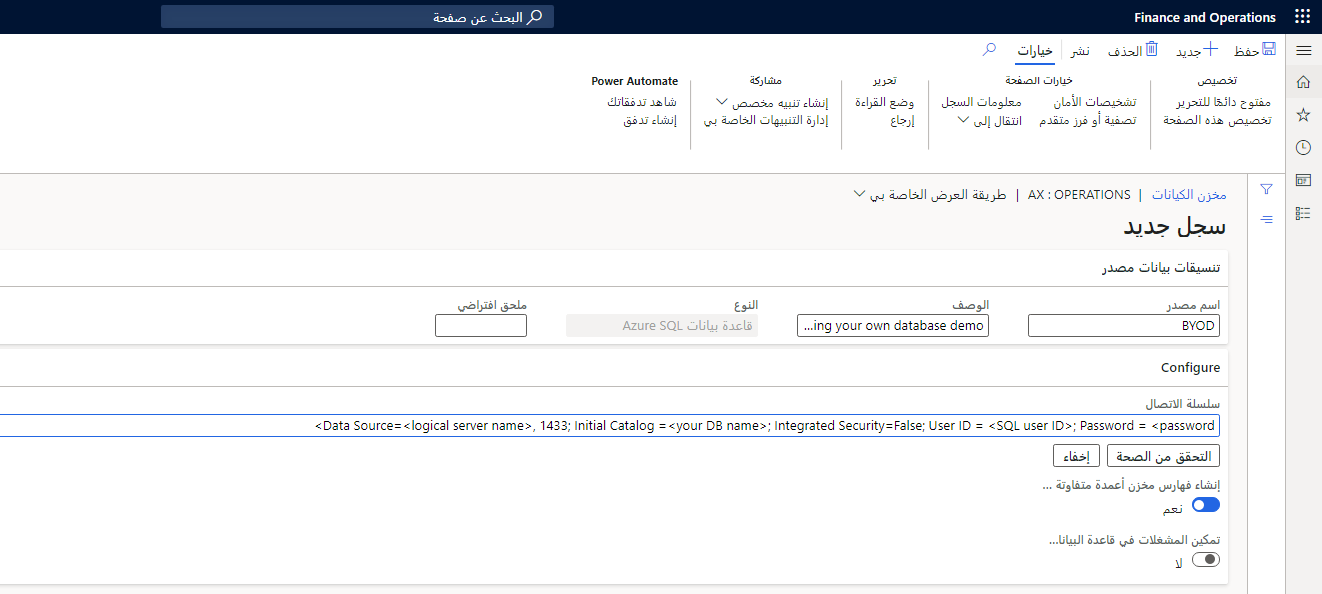 Finance and Operations
البحث عن صفحة
حفظ
جديد
الحذف
نشر
خيارات
تخصيص
مفتوح دائمًا للتحرير
تخصيص هذه الصفحة
خيارات الصفحة
تشخيصات الأمان
تصفية أو فرز متقدم
معلومات السجل
انتقال إلى
تحرير
وضع القراءة
إرجاع
مشاركة
إنشاء تنبيه مخصص
إدارة التنبيهات الخاصة بي
Power Automate
شاهد تدفقاتك
إنشاء تدفق
مخزن الكيانات | AX : OPERATIONS | طريقة العرض الخاصة بي
سجل جديد
تنسيقات بيانات مصدر
اسم مصدر
BYOD
الوصف
...ing your own database demo
النوع
قاعدة بيانات Azure SQL
ملحق افتراضي
Configure
سلسلة الاتصال
<Data Source=<logical server name>, 1433; Initial Catalog =<your DB name>; Integrated Security=False; User ID = <SQL user ID>; Password = <password
التحقق من الصحة
إخفاء
إنشاء فهارس مخزن أعمدة متفاوتة ...
نعم
تمكين المشغلات في قاعدة البيانا...
لا